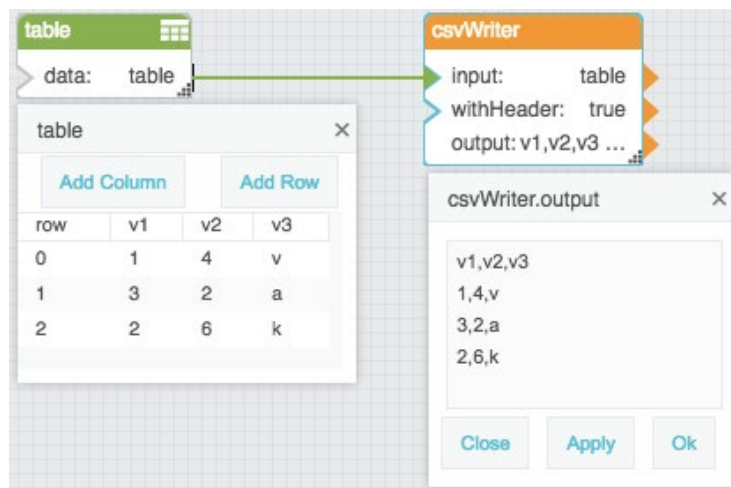 table
data: table
table ×
Add Column Add Row
row v1 v2 v3
0 1 4 v
1 3 2 a
2 2 6 k
csvWriter
input: table
withHeader: true
output: v1,v2,v3 ...
csvWriter.output ×
v1,v2,v3
1,4,v
3,2,a
2,6,k
Close Apply Ok